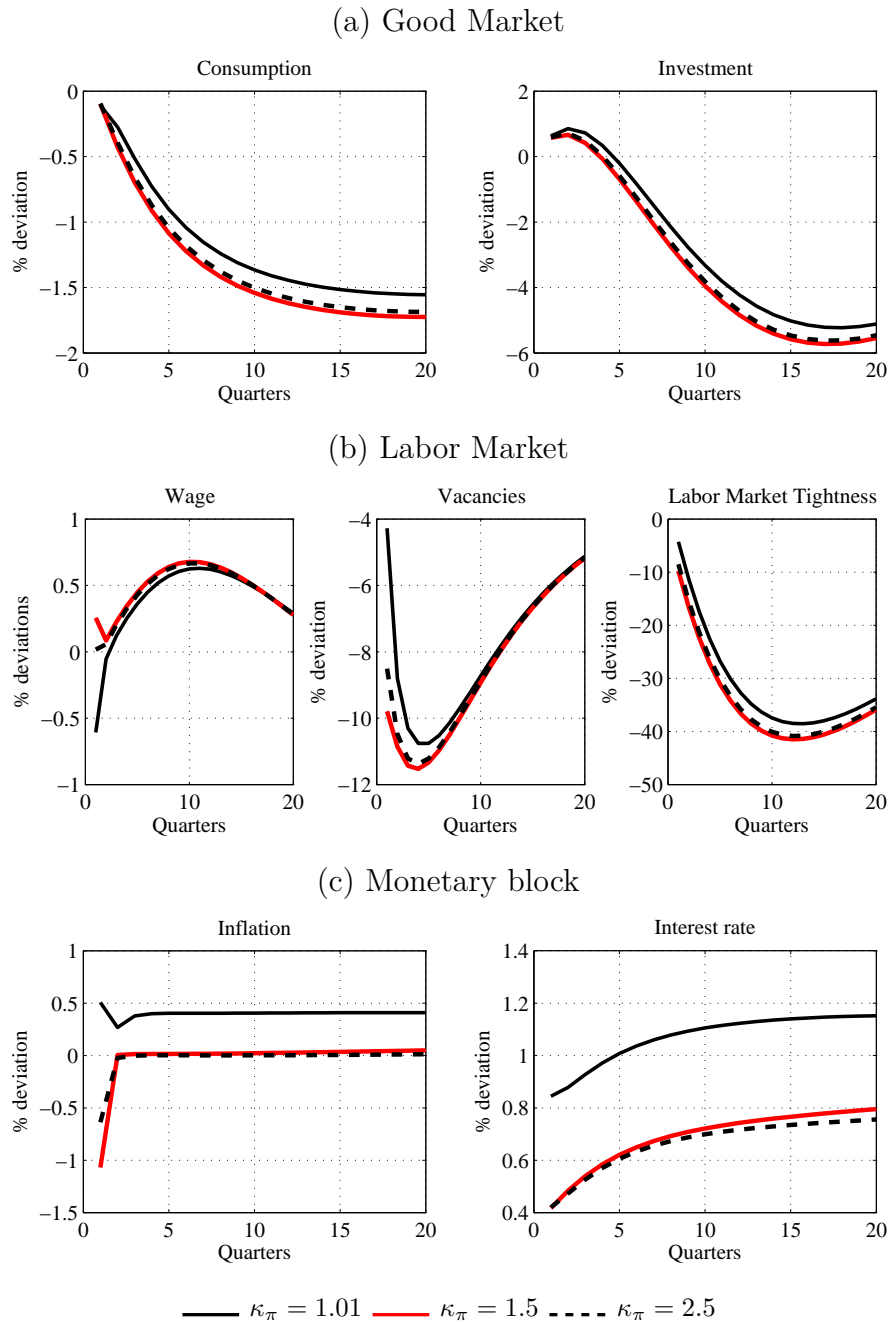 (a) Good Market
Consumption
0
−0.5
−1
−1.5
−2
% deviation
0 5 10 15 20
Quarters
Investment
2
0
−2
−4
−6
% deviation
0 5 10 15 20
Quarters
(b) Labor Market
Wage
1
0.5
0
−0.5
−1
% deviations
0 10 20
Quarters
Vacancies
−4
−6
−8
−10
−12
% deviation
0 10 20
Quarters
Labor Market Tightness
0
−10
−20
−30
−40
−50
% deviation
0 10 20
Quarters
(c) Monetary block
Inflation
1
0.5
0
−0.5
−1
−1.5
% deviation
0 5 10 15 20
Quarters
Interest rate
1.4
1.2
1
0.8
0.6
0.4
% deviation
0 5 10 15 20
Quarters
κπ = 1.01 κπ = 1.5 κπ = 2.5